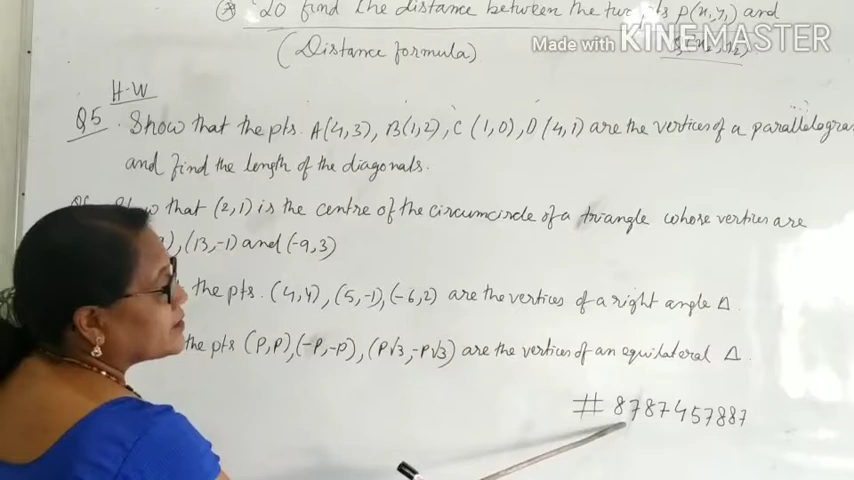 To find the distance between the two pts P(x₁,y₁) and
Made with KINEMASTER
(Distance formula)
H.W
Q5. Show that the pts. A(4,3), B(1,2), C(1,0), D(4,1) are the vertices of a parallelogram
and find the length of the diagonals.
that (2,1) is the centre of the circumcircle of a triangle whose vertices are
), (13,-1) and (-9,3)
the pts. (4,4), (5,-1), (-6,2) are the vertices of a right angle Δ.
the pts (P,P), (-P,-P), (P√3,-P√3) are the vertices of an equilateral Δ.
# 8787457887